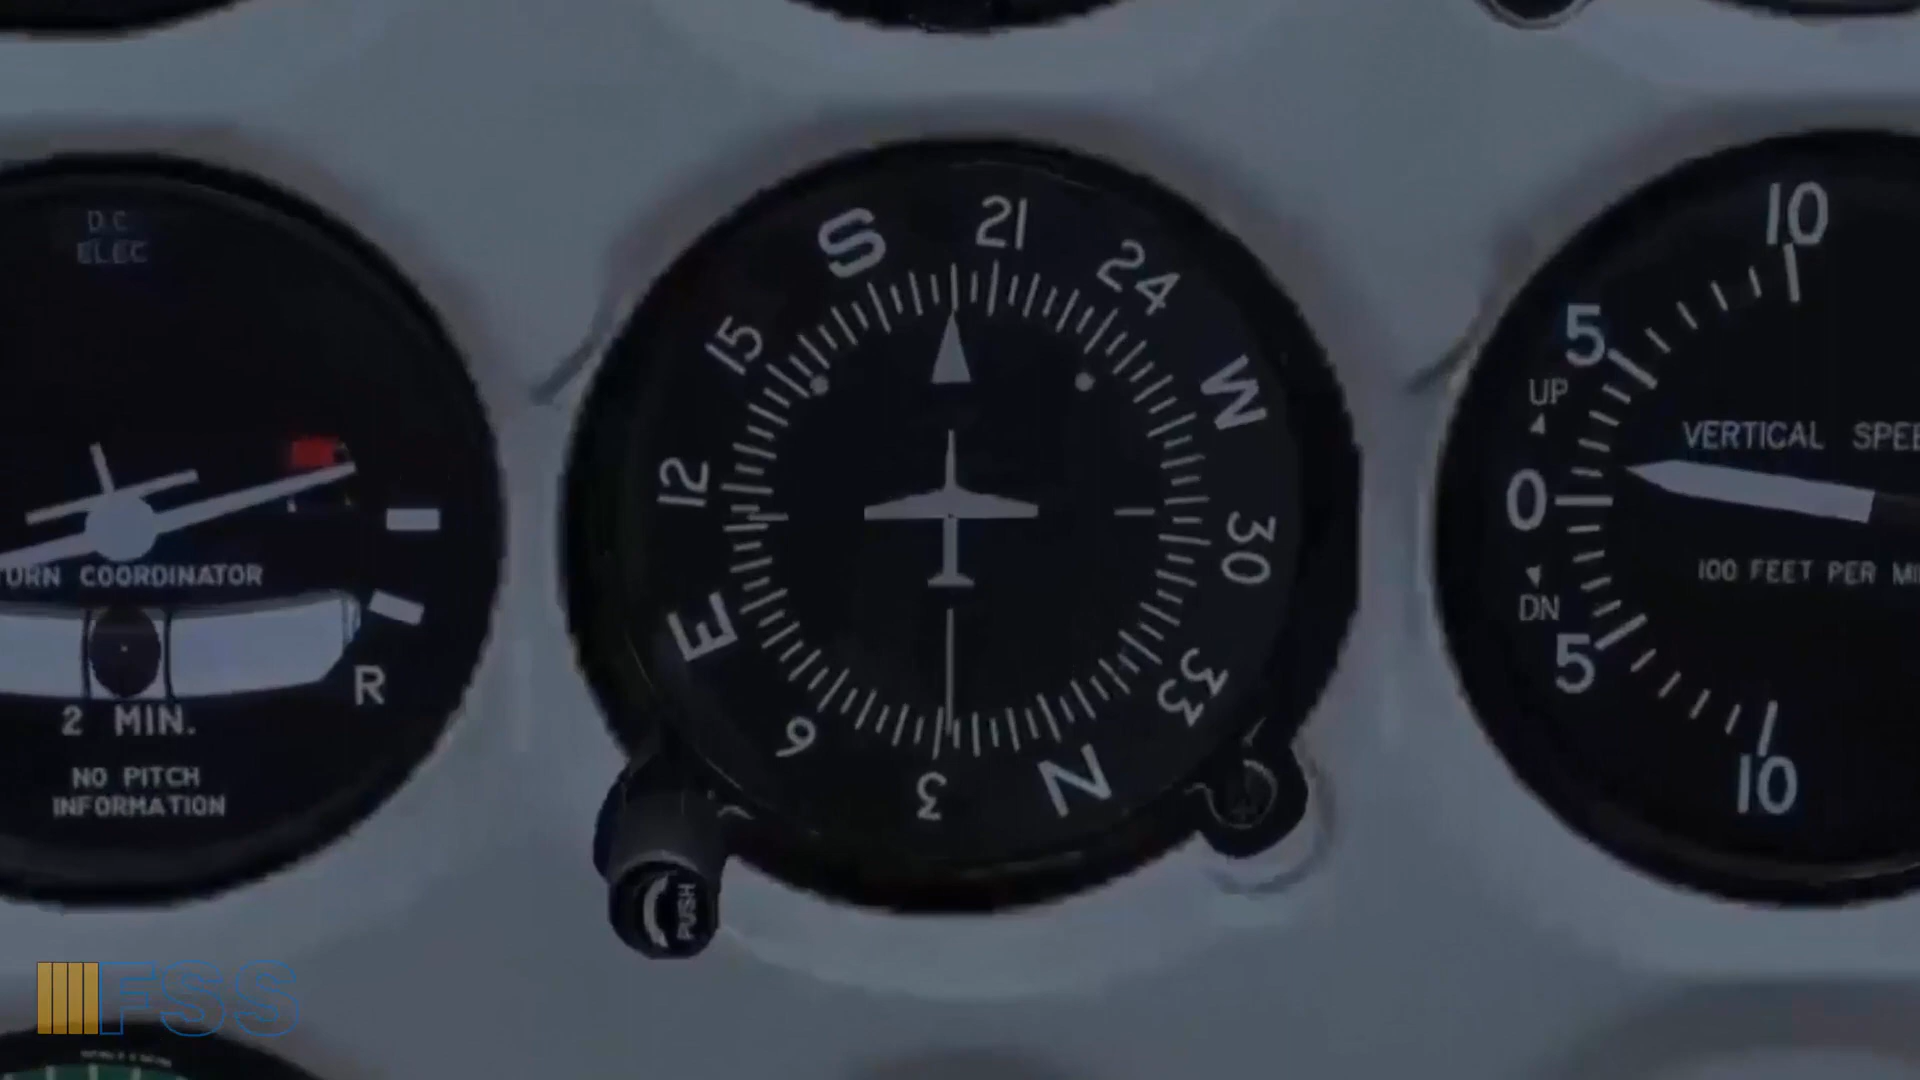 D.C.
ELEC
TURN COORDINATOR
2 MIN.
NO PITCH
INFORMATION
R
S
21
24
W
30
33
N
3
6
E
12
15
PUSH
10
5
UP
0
VERTICAL SPEE
100 FEET PER MI
DN
5
10
FSS